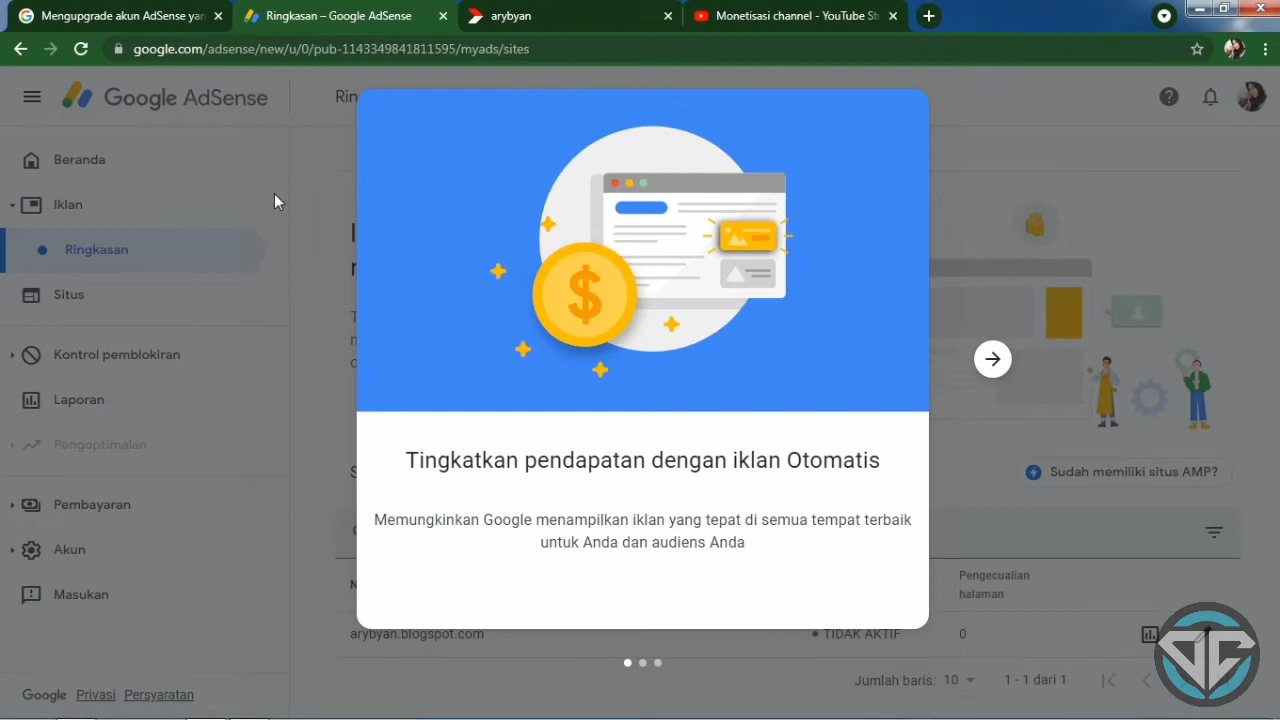 Mengupgrade akun AdSense yan
Ringkasan – Google AdSense
arybyan
Monetisasi channel - YouTube St
google.com/adsense/new/u/0/pub-1143349841811595/myads/sites
Google AdSense
Rin
Beranda
Iklan
Ringkasan
Situs
Kontrol pemblokiran
Laporan
Pengoptimalan
Pembayaran
Akun
Masukan
Google Privasi Persyaratan
Tingkatkan pendapatan dengan iklan Otomatis
Memungkinkan Google menampilkan iklan yang tepat di semua tempat terbaik
untuk Anda dan audiens Anda
Sudah memiliki situs AMP?
Pengecualian
halaman
arybyan.blogspot.com
TIDAK AKTIF
0
Jumlah baris: 10
1 - 1 dari 1